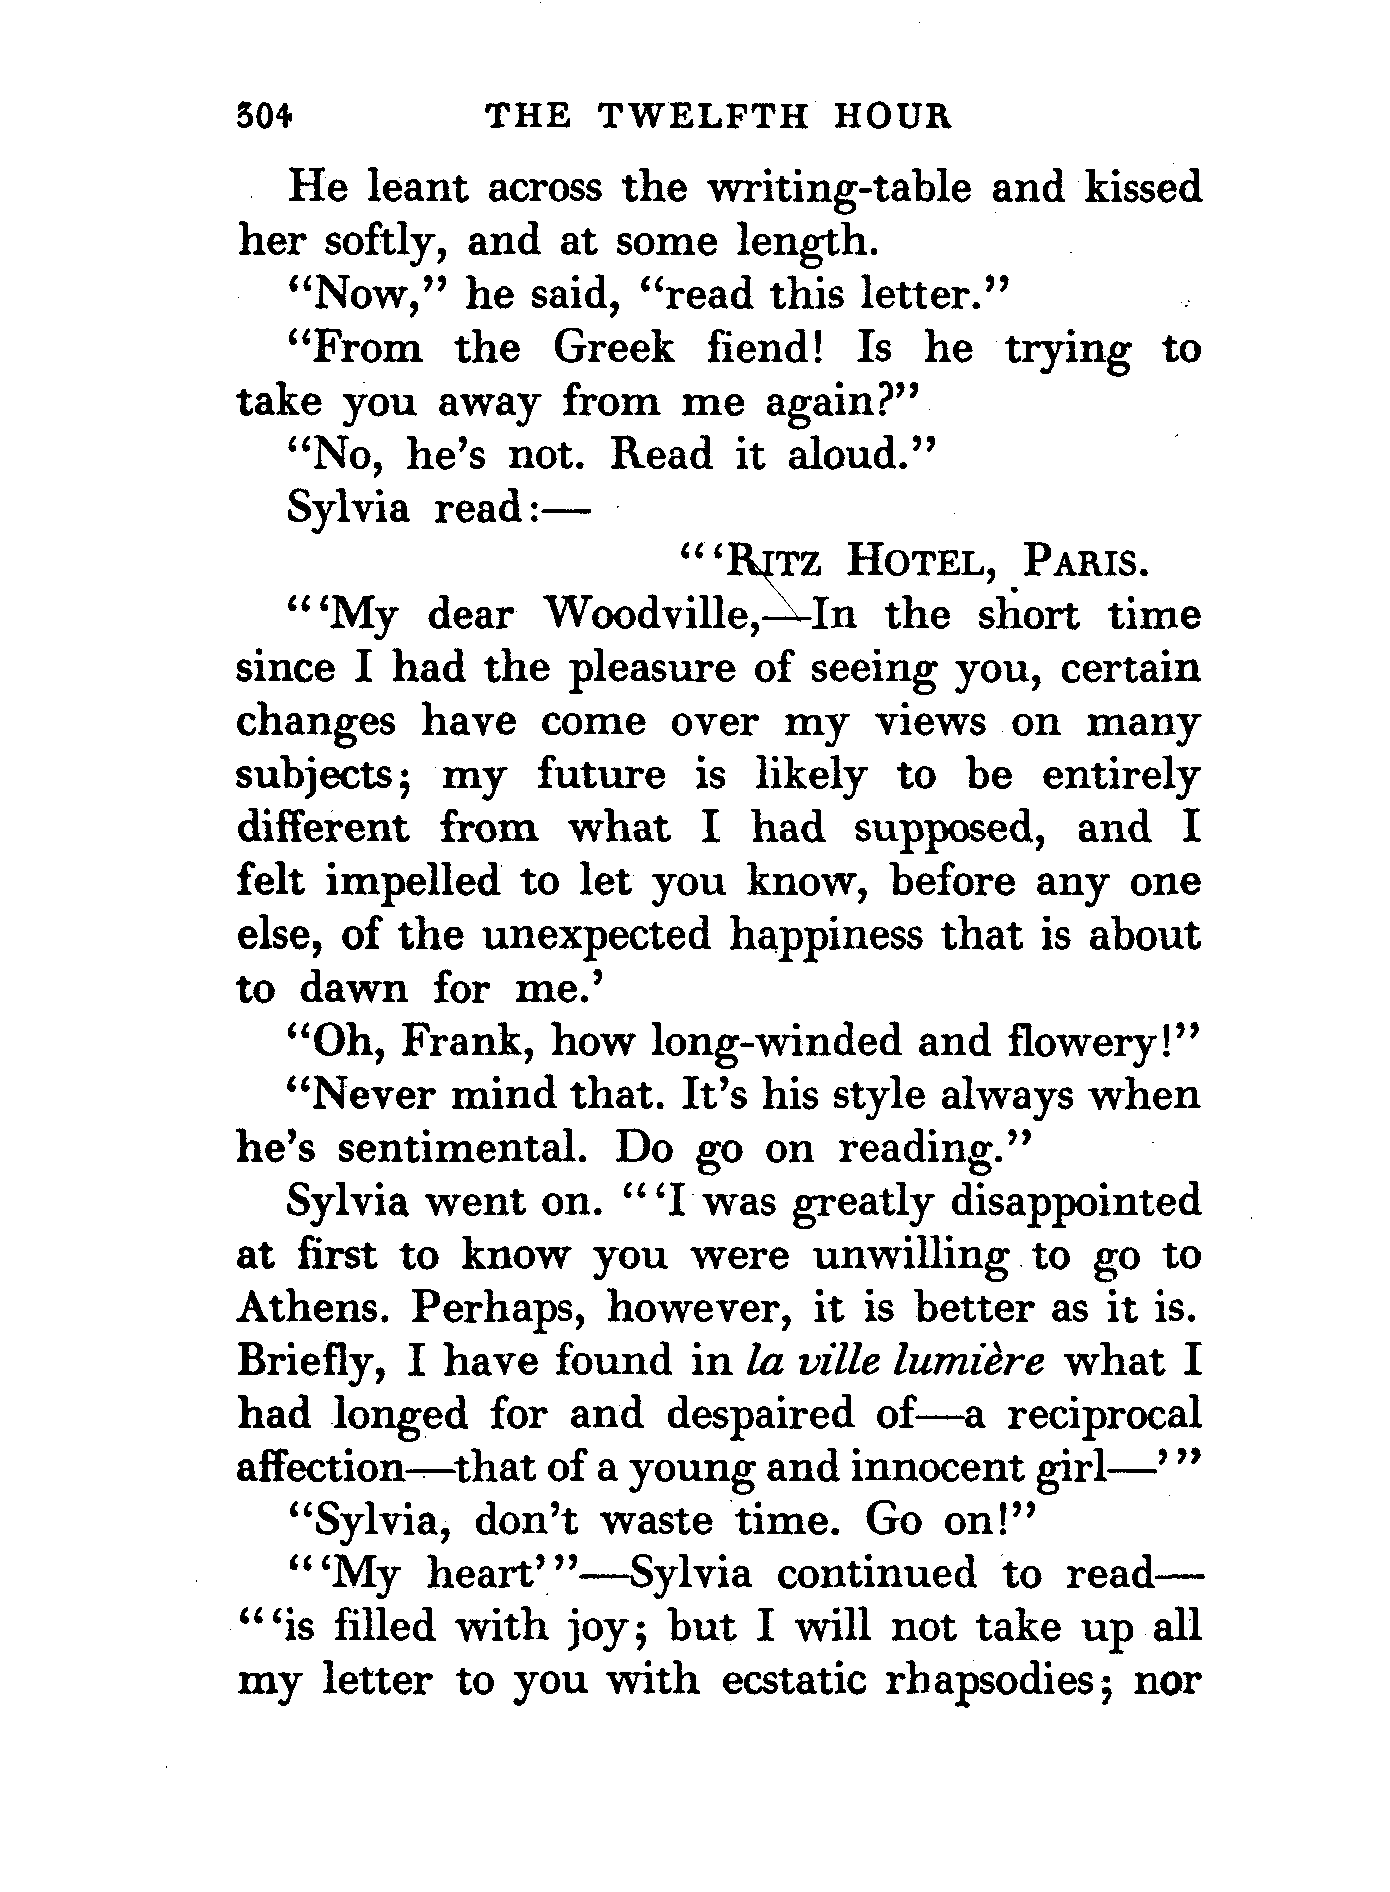 304 THE TWELFTH HOUR
He leant across the writing-table and kissed
her softly, and at some length.
“Now,” he said, “read this letter.”
“From the Greek fiend! Is he trying to
take you away from me again?”
“No, he’s not. Read it aloud.”
Sylvia read:—
“‘RITZ HOTEL, PARIS.
“‘My dear Woodville,—In the short time
since I had the pleasure of seeing you, certain
changes have come over my views on many
subjects; my future is likely to be entirely
different from what I had supposed, and I
felt impelled to let you know, before any one
else, of the unexpected happiness that is about
to dawn for me.’
“Oh, Frank, how long-winded and flowery!”
“Never mind that. It’s his style always when
he’s sentimental. Do go on reading.”
Sylvia went on. “‘I was greatly disappointed
at first to know you were unwilling to go to
Athens. Perhaps, however, it is better as it is.
Briefly, I have found in la ville lumière what I
had longed for and despaired of—a reciprocal
affection—that of a young and innocent girl—’”
“Sylvia, don’t waste time. Go on!”
“‘My heart’”—Sylvia continued to read—
“‘is filled with joy; but I will not take up all
my letter to you with ecstatic rhapsodies; nor